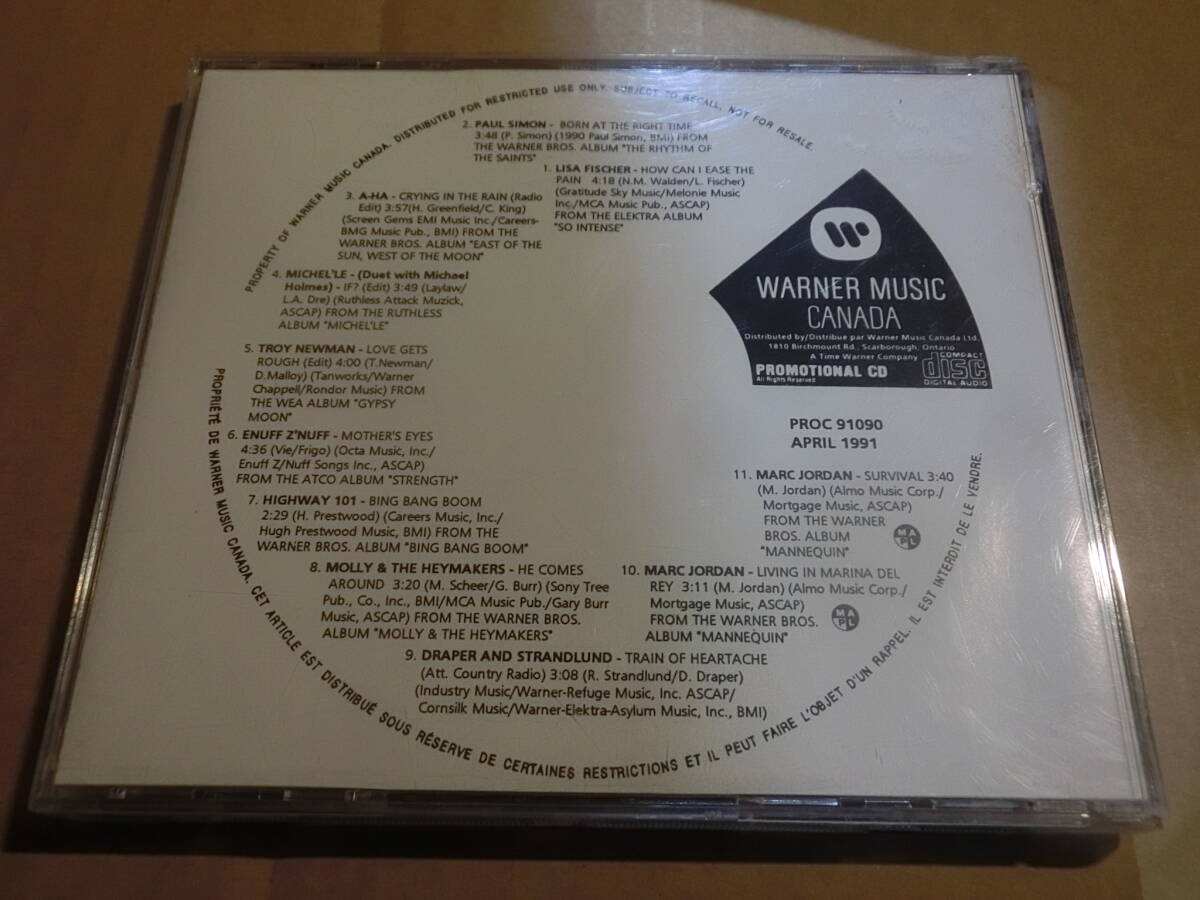 PROPERTY OF WARNER MUSIC CANADA. DISTRIBUTED FOR RESTRICTED USE ONLY. SUBJECT TO RECALL. NOT FOR RESALE.
2. PAUL SIMON - BORN AT THE RIGHT TIME
3:48 (P. Simon) (1990 Paul Simon, BMI) FROM
THE WARNER BROS. ALBUM "THE RHYTHM OF
THE SAINTS"
1. LISA FISCHER - HOW CAN I EASE THE
PAIN 4:18 (N.M. Walden/L. Fischer)
(Gratitude Sky Music/Melonie Music
Inc./MCA Music Pub., ASCAP)
FROM THE ELEKTRA ALBUM
"SO INTENSE"
3. A-HA - CRYING IN THE RAIN (Radio
Edit) 3:57(H. Greenfield/C. King)
(Screen Gems EMI Music Inc./Careers-
BMG Music Pub., BMI) FROM THE
WARNER BROS. ALBUM "EAST OF THE
SUN, WEST OF THE MOON"
4. MICHEL'LE - (Duet with Michael
Holmes) - IF? (Edit) 3:49 (Laylaw/
L.A. Dre) (Ruthless Attack Muzick,
ASCAP) FROM THE RUTHLESS
ALBUM "MICHEL'LE"
5. TROY NEWMAN - LOVE GETS
ROUGH (Edit) 4:00 (T.Newman/
D.Malloy) (Tanworks/Warner
Chappell/Rondor Music) FROM
THE WEA ALBUM "GYPSY
MOON"
6. ENUFF Z'NUFF - MOTHER'S EYES
4:36 (Vie/Frigo) (Octa Music, Inc./
Enuff Z/Nuff Songs Inc., ASCAP)
FROM THE ATCO ALBUM "STRENGTH"
7. HIGHWAY 101 - BING BANG BOOM
2:29 (H. Prestwood) (Careers Music, Inc./
Hugh Prestwood Music, BMI) FROM THE
WARNER BROS. ALBUM "BING BANG BOOM"
8. MOLLY & THE HEYMAKERS - HE COMES
AROUND 3:20 (M. Scheer/G. Burr) (Sony Tree
Pub., Co., Inc., BMI/MCA Music Pub./Gary Burr
Music, ASCAP) FROM THE WARNER BROS.
ALBUM "MOLLY & THE HEYMAKERS"
9. DRAPER AND STRANDLUND - TRAIN OF HEARTACHE
(Att. Country Radio) 3:08 (R. Strandlund/D. Draper)
(Industry Music/Warner-Refuge Music, Inc. ASCAP/
Cornsilk Music/Warner-Elektra-Asylum Music, Inc., BMI)
10. MARC JORDAN - LIVING IN MARINA DEL
REY 3:11 (M. Jordan) (Almo Music Corp./
Mortgage Music, ASCAP)
FROM THE WARNER BROS.
ALBUM "MANNEQUIN"
MAPL
11. MARC JORDAN - SURVIVAL 3:40
(M. Jordan) (Almo Music Corp./
Mortgage Music, ASCAP)
FROM THE WARNER
BROS. ALBUM
"MANNEQUIN"
MAPL
WARNER MUSIC
CANADA
Distributed by/Distribue par Warner Music Canada Ltd.
1810 Birchmount Rd., Scarborough, Ontario
A Time Warner Company
PROMOTIONAL CD
All Rights Reserved
COMPACT
disc
DIGITAL AUDIO
PROC 91090
APRIL 1991
PROPRIÉTÉ DE WARNER MUSIC CANADA. CET ARTICLE EST DISTRIBUÉ SOUS RÉSERVE DE CERTAINES RESTRICTIONS ET IL PEUT FAIRE L'OBJET D'UN RAPPEL. IL EST INTERDIT DE LE VENDRE.